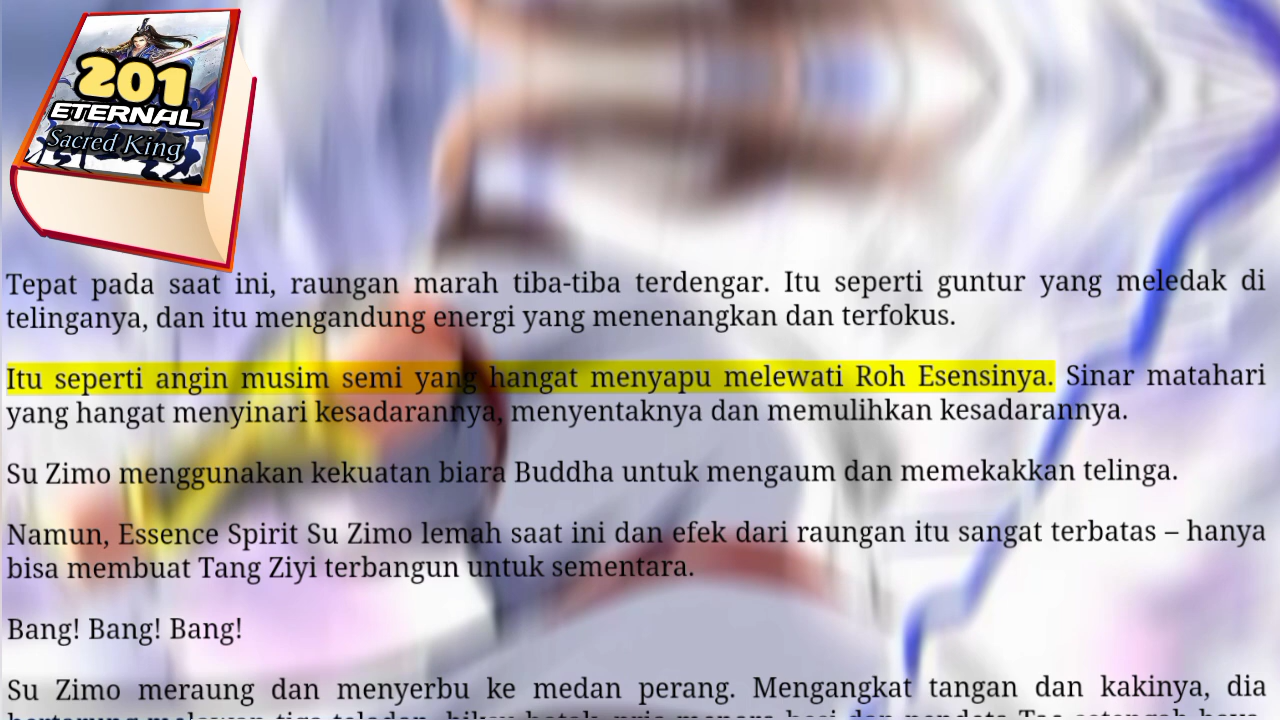 201
ETERNAL
Sacred King
Tepat pada saat ini, raungan marah tiba-tiba terdengar. Itu seperti guntur yang meledak di
telinganya, dan itu mengandung energi yang menenangkan dan terfokus.
Itu seperti angin musim semi yang hangat menyapu melewati Roh Esensinya. Sinar matahari
yang hangat menyinari kesadarannya, menyentaknya dan memulihkan kesadarannya.
Su Zimo menggunakan kekuatan biara Buddha untuk mengaum dan memekakkan telinga.
Namun, Essence Spirit Su Zimo lemah saat ini dan efek dari raungan itu sangat terbatas – hanya
bisa membuat Tang Ziyi terbangun untuk sementara.
Bang! Bang! Bang!
Su Zimo meraung dan menyerbu ke medan perang. Mengangkat tangan dan kakinya, dia